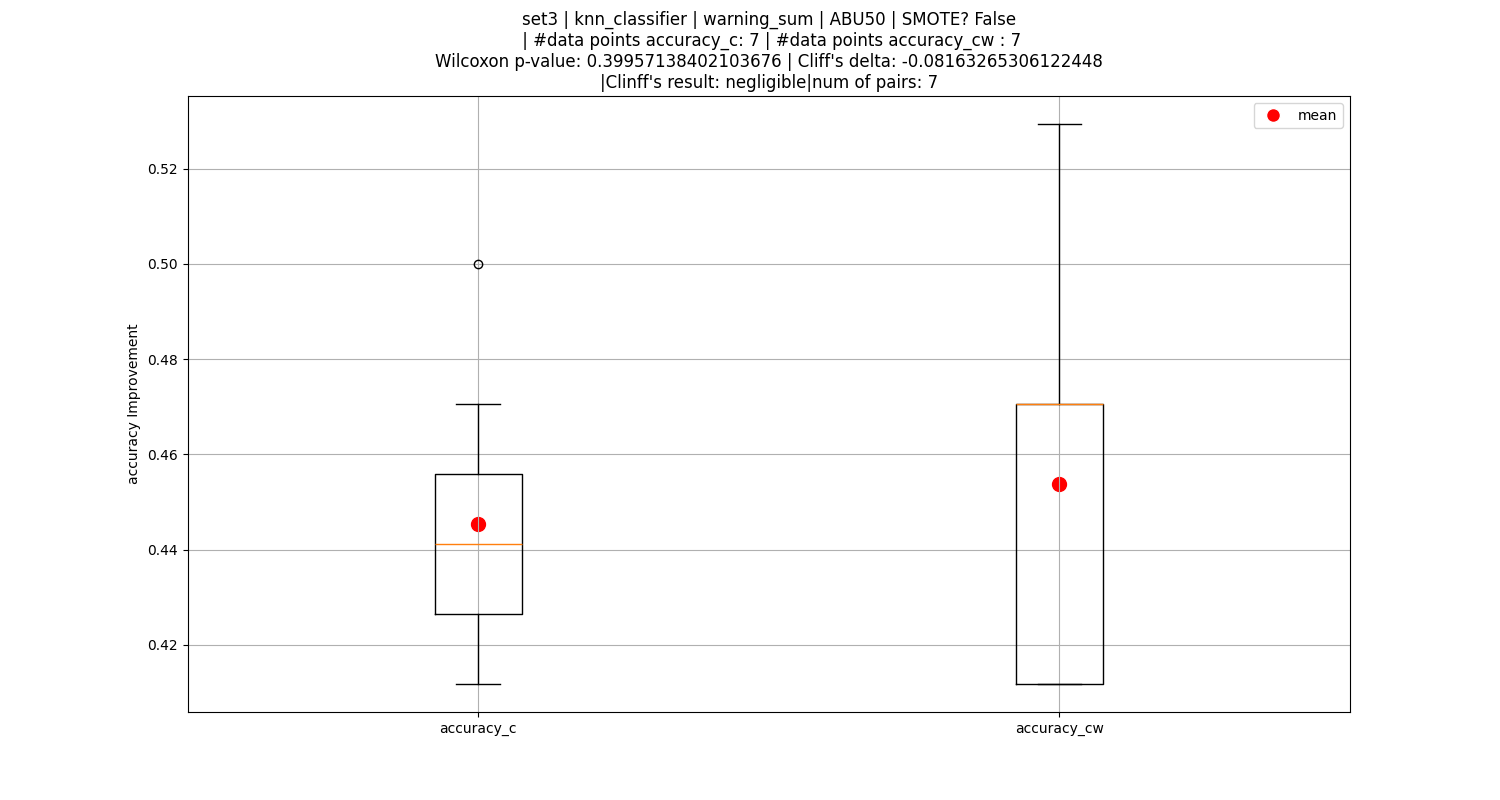 set3 | knn_classifier | warning_sum | ABU50 | SMOTE? False
| #data points accuracy_c: 7 | #data points accuracy_cw : 7
Wilcoxon p-value: 0.39957138402103676 | Cliff's delta: -0.08163265306122448
|Clinff's result: negligible|num of pairs: 7
mean
0.52
0.50
0.48
0.46
0.44
0.42
accuracy Improvement
accuracy_c
accuracy_cw